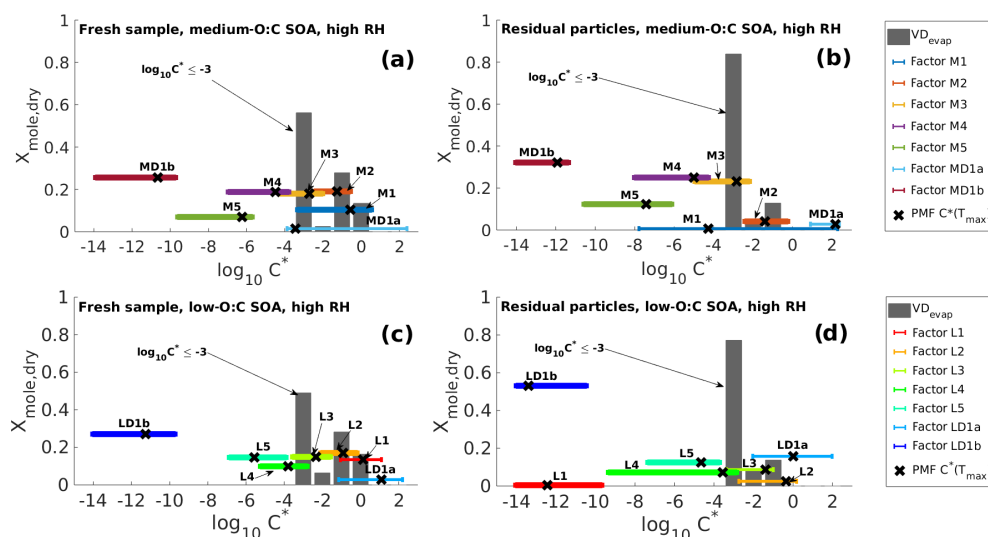 Fresh sample, medium-O:C SOA, high RH
(a)
log10C* ≤ -3
MD1b
M5
M4
M3
M2
M1
MD1a
X_mole,dry
1
0.8
0.6
0.4
0.2
0
-14 -12 -10 -8 -6 -4 -2 0 2
log10 C*
Residual particles, medium-O:C SOA, high RH
(b)
log10C* ≤ -3
MD1b
M5
M4
M3
M2
M1
MD1a
X_mole,dry
1
0.8
0.6
0.4
0.2
0
-14 -12 -10 -8 -6 -4 -2 0 2
log10 C*
VD_evap
Factor M1
Factor M2
Factor M3
Factor M4
Factor M5
Factor MD1a
Factor MD1b
PMF C*(T_max
Fresh sample, low-O:C SOA, high RH
(c)
log10C* ≤ -3
LD1b
L5
L4
L3
L2
L1
LD1a
X_mole,dry
1
0.8
0.6
0.4
0.2
0
-14 -12 -10 -8 -6 -4 -2 0 2
log10 C*
Residual particles, low-O:C SOA, high RH
(d)
log10C* ≤ -3
LD1b
L1
L4
L5
L3
LD1a
L2
X_mole,dry
1
0.8
0.6
0.4
0.2
0
-14 -12 -10 -8 -6 -4 -2 0 2
log10 C*
VD_evap
Factor L1
Factor L2
Factor L3
Factor L4
Factor L5
Factor LD1a
Factor LD1b
PMF C*(T_max